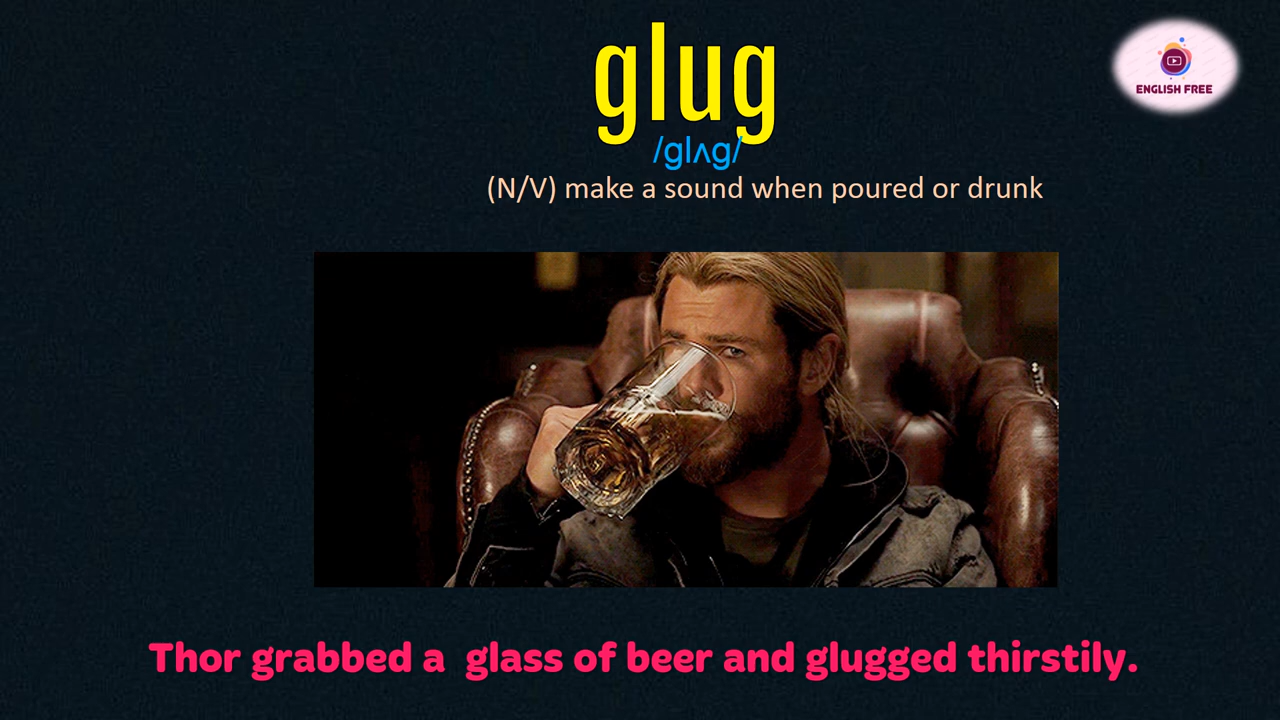 glug
ENGLISH FREE
/glʌg/
(N/V) make a sound when poured or drunk
Thor grabbed a glass of beer and glugged thirstily.